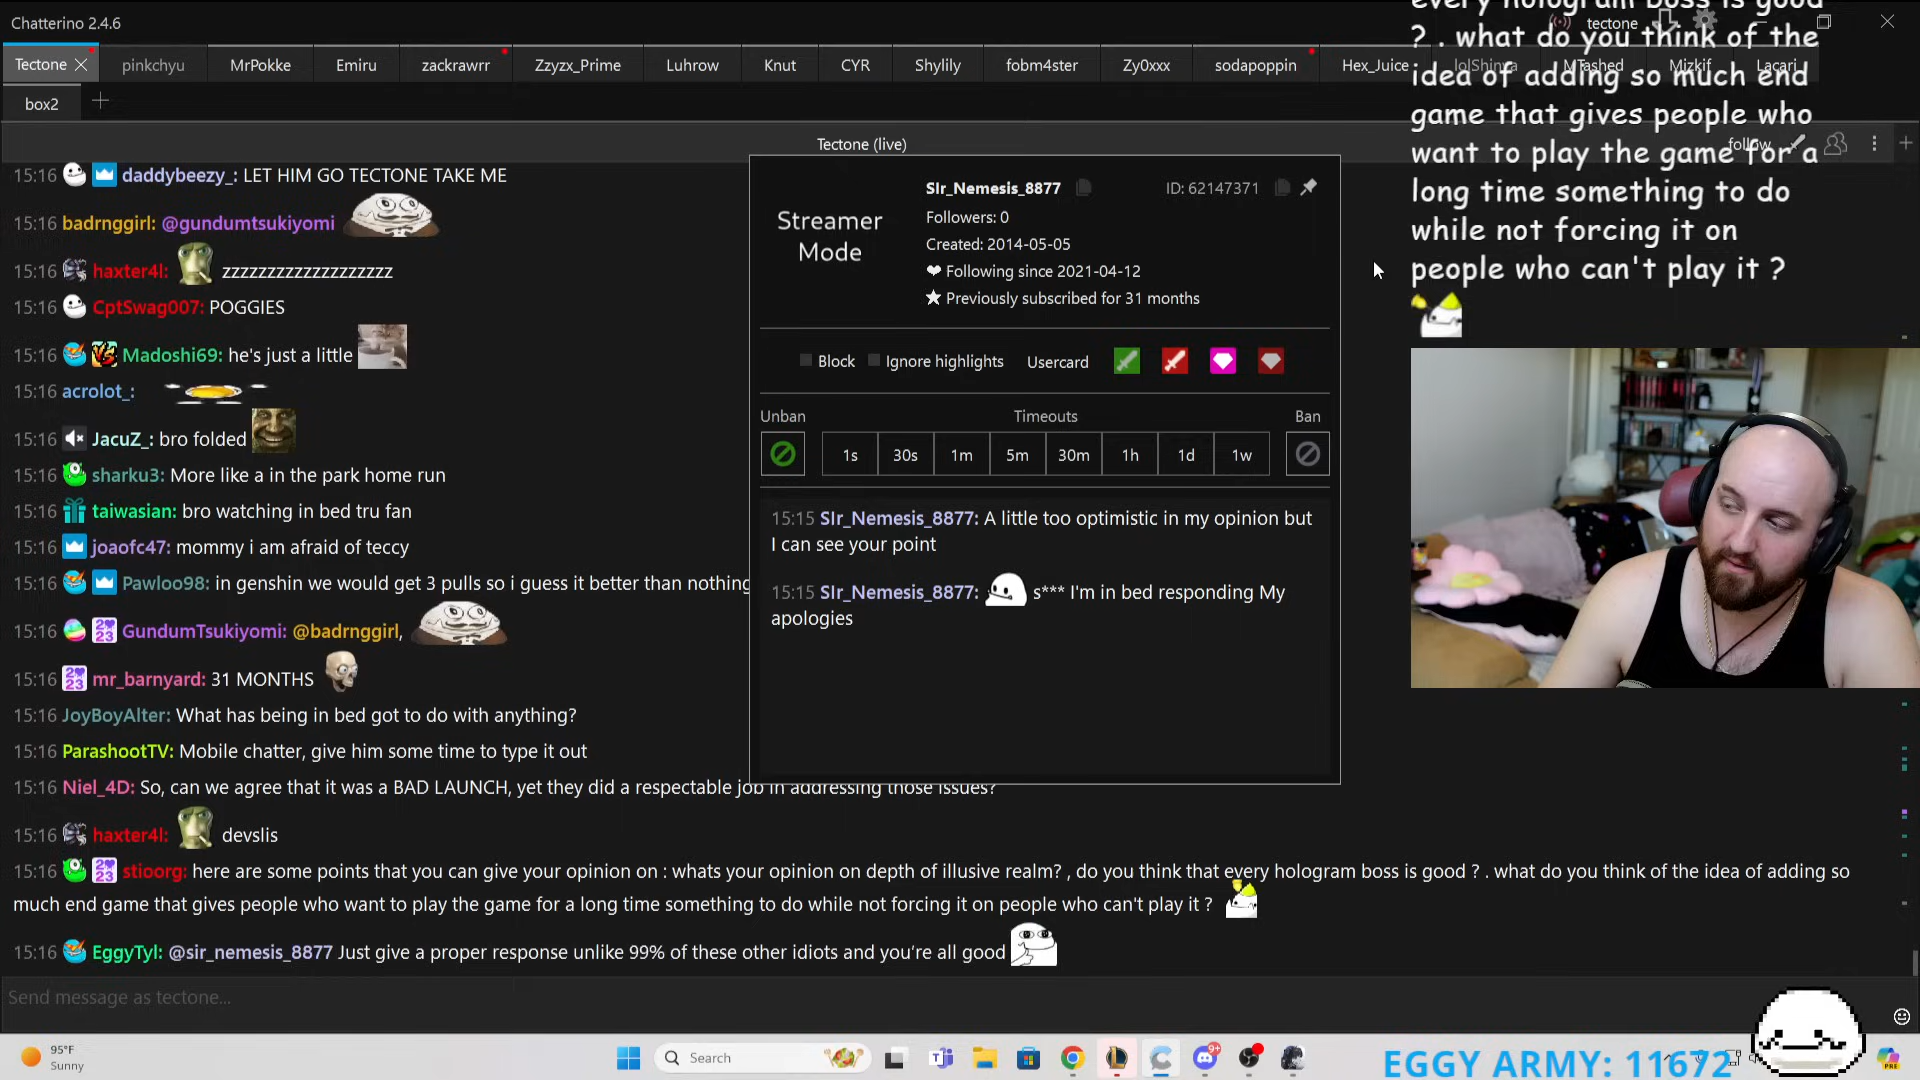 Chatterino 2.4.6
tectone
Tectone
pinkchyu
MrPokke
Emiru
zackrawrr
Zzyzx_Prime
Luhrow
Knut
CYR
Shylily
fobm4ster
Zy0xxx
sodapoppin
Hex_Juice
MTashed
Mizkif
Lacari
box2
Tectone (live)
follow
every hologram boss is good
? . what do you think of the
idea of adding so much end
game that gives people who
want to play the game for a
long time something to do
while not forcing it on
people who can't play it ?
15:16 daddybeezy_: LET HIM GO TECTONE TAKE ME
15:16 badrnggirl: @gundumtsukiyomi
15:16 haxter4l: zzzzzzzzzzzzzzzzzzz
15:16 CptSwag007: POGGIES
15:16 Madoshi69: he's just a little
15:16 acrolot_:
15:16 JacuZ_: bro folded
15:16 sharku3: More like a in the park home run
15:16 taiwasian: bro watching in bed tru fan
15:16 joaofc47: mommy i am afraid of teccy
15:16 Pawloo98: in genshin we would get 3 pulls so i guess it better than nothing
15:16 GundumTsukiyomi: @badrnggirl,
15:16 mr_barnyard: 31 MONTHS
15:16 JoyBoyAlter: What has being in bed got to do with anything?
15:16 ParashootTV: Mobile chatter, give him some time to type it out
15:16 Niel_4D: So, can we agree that it was a BAD LAUNCH, yet they did a respectable job in addressing those issues?
15:16 haxter4l: devslis
15:16 stioorg: here are some points that you can give your opinion on : whats your opinion on depth of illusive realm? , do you think that every hologram boss is good ? . what do you think of the idea of adding so
much end game that gives people who want to play the game for a long time something to do while not forcing it on people who can't play it ?
15:16 EggyTyl: @sir_nemesis_8877 Just give a proper response unlike 99% of these other idiots and you're all good
Streamer
Mode
SIr_Nemesis_8877
ID: 62147371
Followers: 0
Created: 2014-05-05
Following since 2021-04-12
Previously subscribed for 31 months
Block
Ignore highlights
Usercard
Unban
Timeouts
Ban
1s
30s
1m
5m
30m
1h
1d
1w
15:15 SIr_Nemesis_8877: A little too optimistic in my opinion but
I can see your point
15:15 SIr_Nemesis_8877: s*** I'm in bed responding My
apologies
Send message as tectone...
95°F
Sunny
Search
9+
EGGY ARMY: 11672
PRE